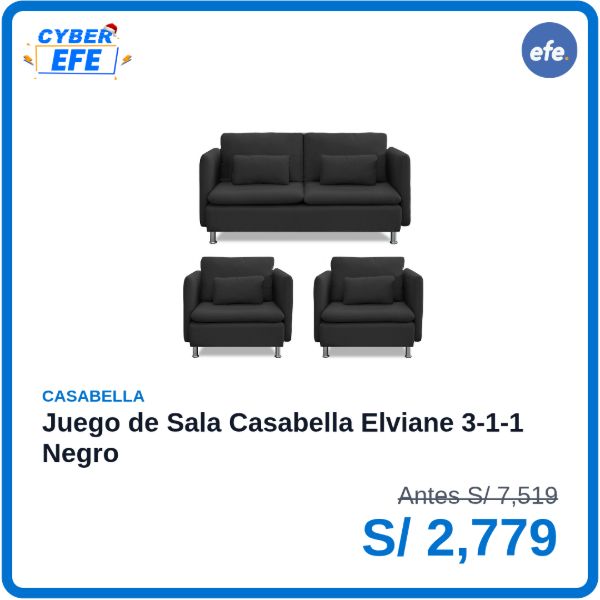 CYBER
EFE
efe.
CASABELLA
Juego de Sala Casabella Elviane 3-1-1
Negro
Antes S/ 7,519
S/ 2,779